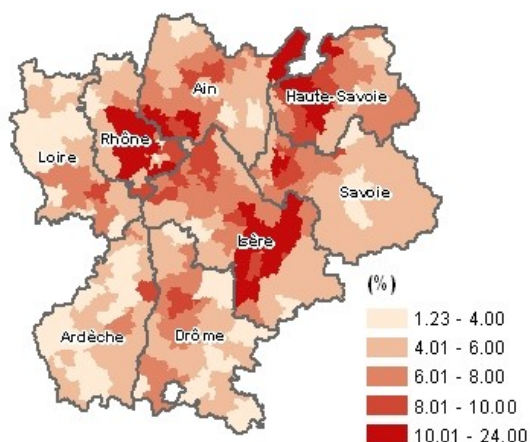 Ain
Haute-Savoie
Rhône
Loire
Savoie
Isère
Ardèche
Drôme
(%)
1.23 - 4.00
4.01 - 6.00
6.01 - 8.00
8.01 - 10.00
10.01 - 24.00